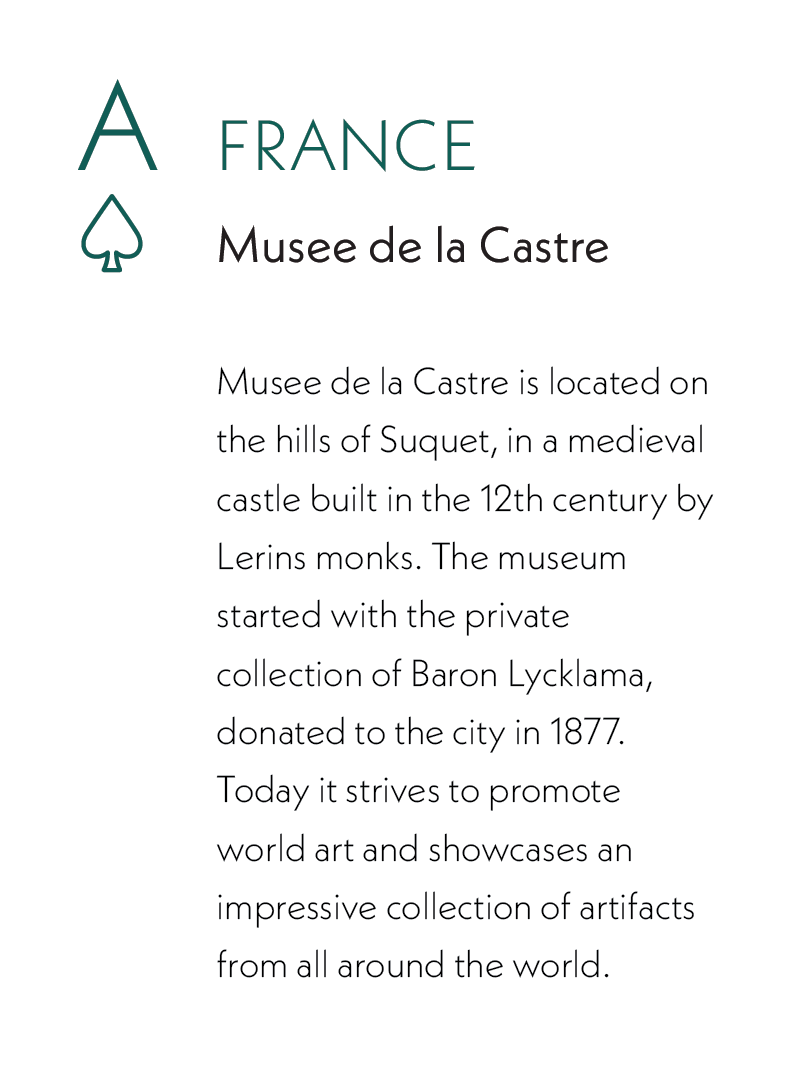 A
FRANCE
Musee de la Castre
Musee de la Castre is located on
the hills of Suquet, in a medieval
castle built in the 12th century by
Lerins monks. The museum
started with the private
collection of Baron Lycklama,
donated to the city in 1877.
Today it strives to promote
world art and showcases an
impressive collection of artifacts
from all around the world.